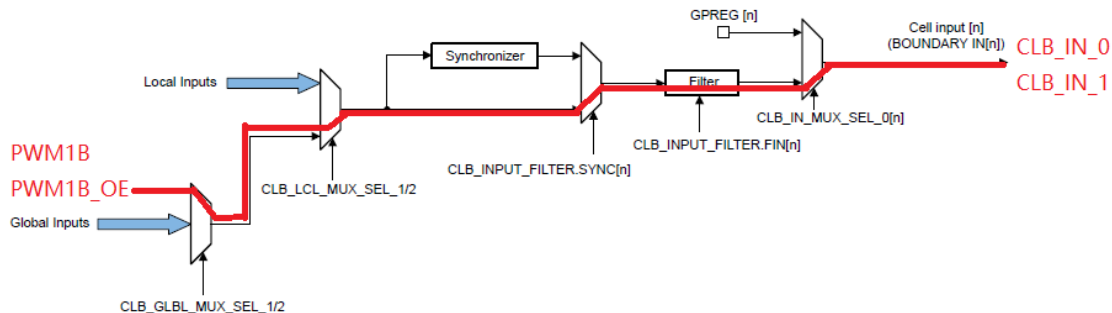 GPREG [n]
Cell input [n]
(BOUNDARY IN[n])
CLB_IN_0
CLB_IN_1
Synchronizer
Local Inputs
Filter
CLB_IN_MUX_SEL_0[n]
CLB_INPUT_FILTER.FIN[n]
CLB_INPUT_FILTER.SYNC[n]
CLB_LCL_MUX_SEL_1/2
PWM1B
PWM1B_OE
Global Inputs
CLB_GLBL_MUX_SEL_1/2